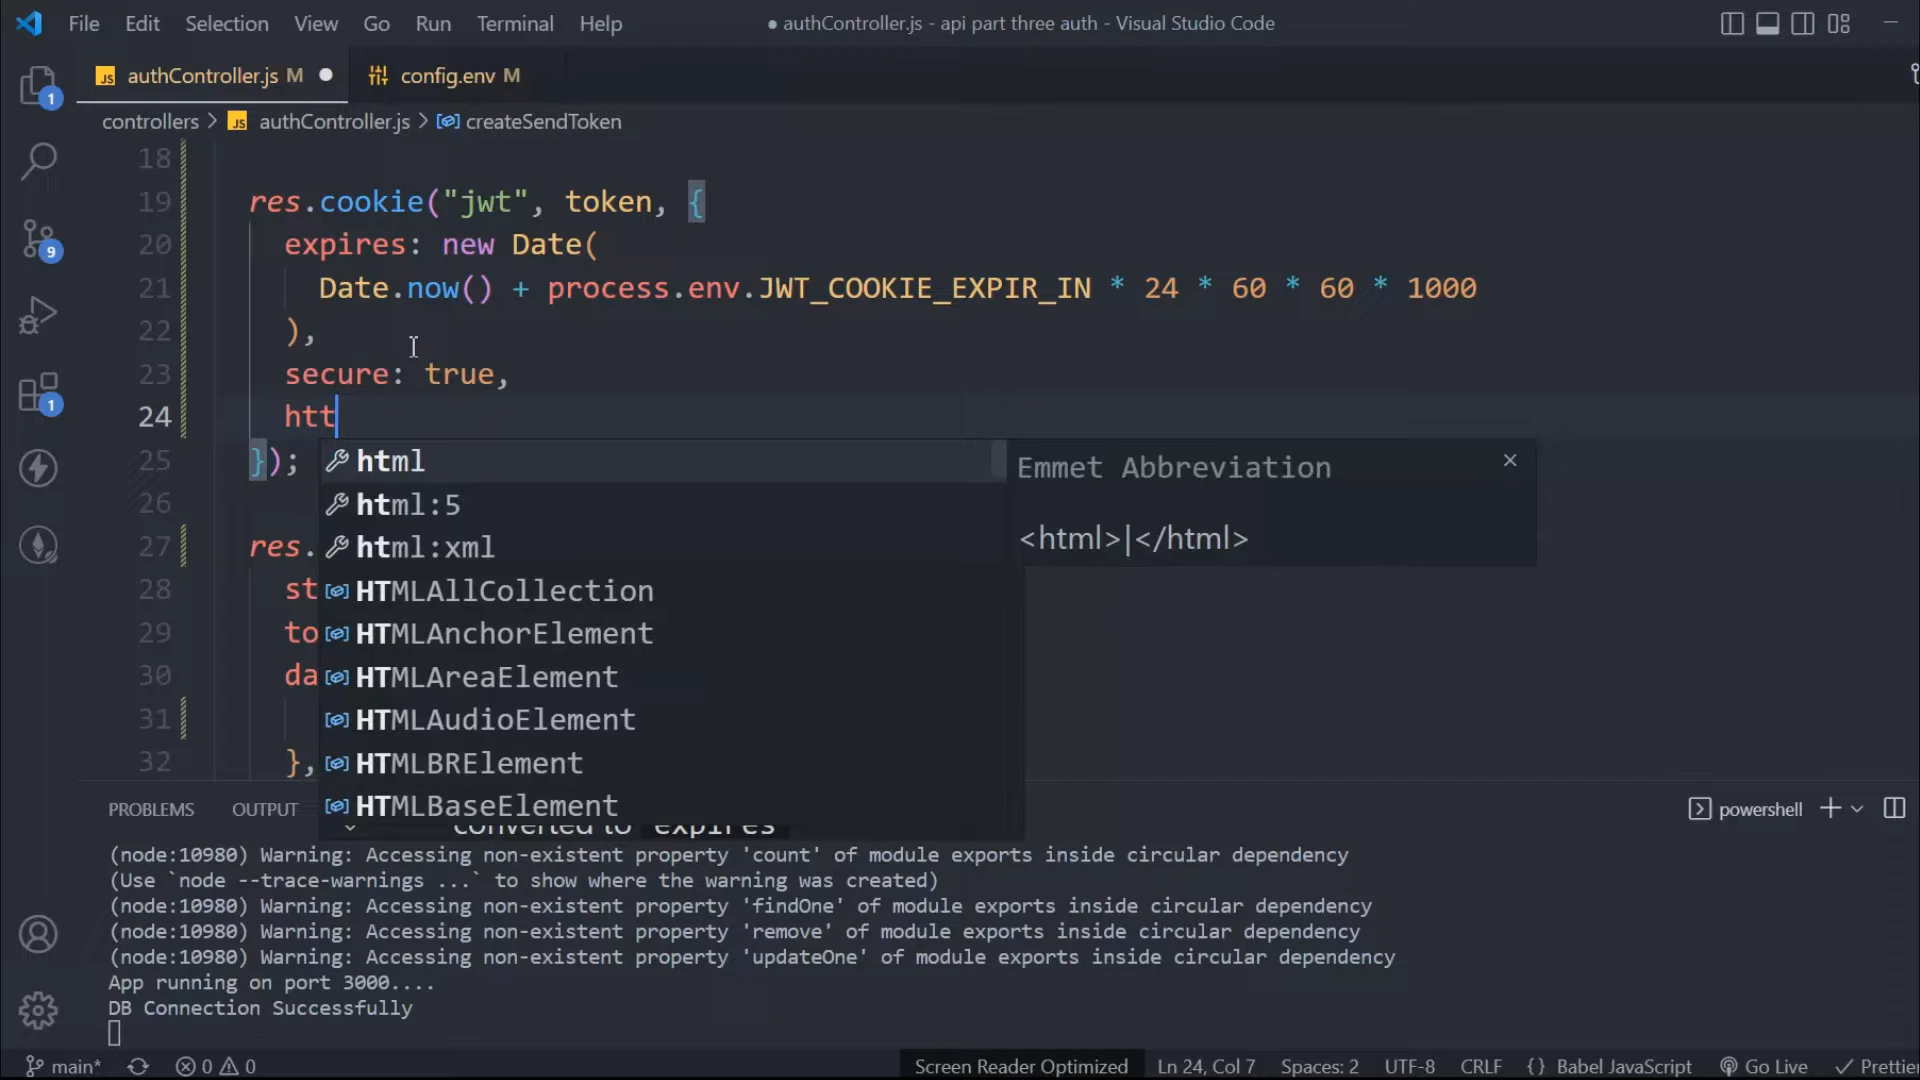 File Edit Selection View Go Run Terminal Help
● authController.js - api part three auth - Visual Studio Code
JS authController.js M ● config.env M
controllers > JS authController.js > createSendToken
18
19 res.cookie("jwt", token, {
20 expires: new Date(
21 Date.now() + process.env.JWT_COOKIE_EXPIR_IN * 24 * 60 * 60 * 1000
22 ),
23 secure: true,
24 htt
25 });
26
27 res.
28 st
29 to
30 da
31
32 },
html
html:5
html:xml
HTMLAllCollection
HTMLAnchorElement
HTMLAreaElement
HTMLAudioElement
HTMLBRElement
HTMLBaseElement
Emmet Abbreviation
<html>|</html>
1
9
1
PROBLEMS OUTPUT
powershell
converted to `expires`
(node:10980) Warning: Accessing non-existent property 'count' of module exports inside circular dependency
(Use `node --trace-warnings ...` to show where the warning was created)
(node:10980) Warning: Accessing non-existent property 'findOne' of module exports inside circular dependency
(node:10980) Warning: Accessing non-existent property 'remove' of module exports inside circular dependency
(node:10980) Warning: Accessing non-existent property 'updateOne' of module exports inside circular dependency
App running on port 3000....
DB Connection Successfully
main* 0 0 Screen Reader Optimized Ln 24, Col 7 Spaces: 2 UTF-8 CRLF {} Babel JavaScript Go Live Prettier